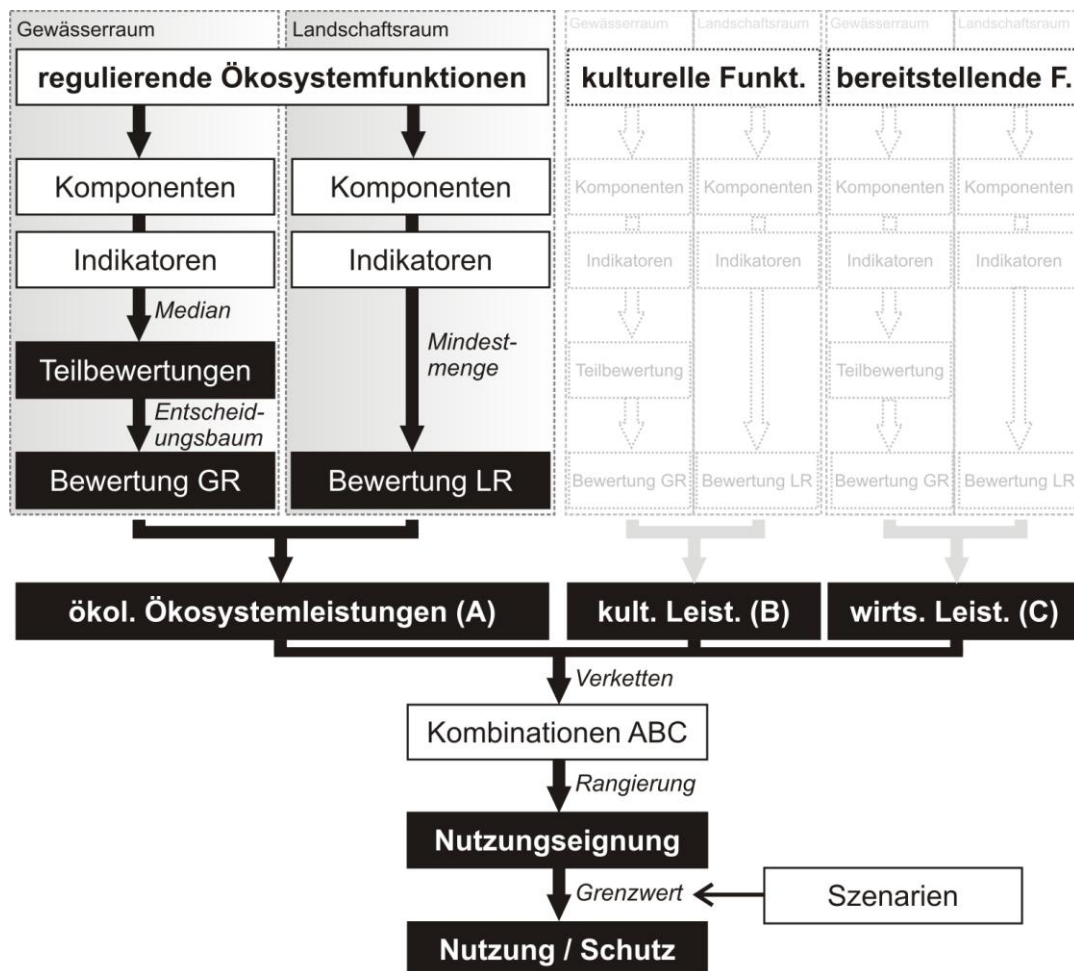 Gewässerraum
Landschaftsraum
Gewässerraum
Landschaftsraum
Gewässerraum
Landschaftsraum
regulierende Ökosystemfunktionen
kulturelle Funkt.
bereitstellende F.
Komponenten
Komponenten
Komponenten
Komponenten
Komponenten
Komponenten
Indikatoren
Indikatoren
Indikatoren
Indikatoren
Indikatoren
Indikatoren
Median
Mindest-
menge
Teilbewertungen
Teilbewertung
Teilbewertung
Entscheid-
ungsbaum
Bewertung GR
Bewertung LR
Bewertung GR
Bewertung LR
Bewertung GR
Bewertung LR
ökol. Ökosystemleistungen (A)
kult. Leist. (B)
wirts. Leist. (C)
Verketten
Kombinationen ABC
Rangierung
Nutzungseignung
Grenzwert
Szenarien
Nutzung / Schutz